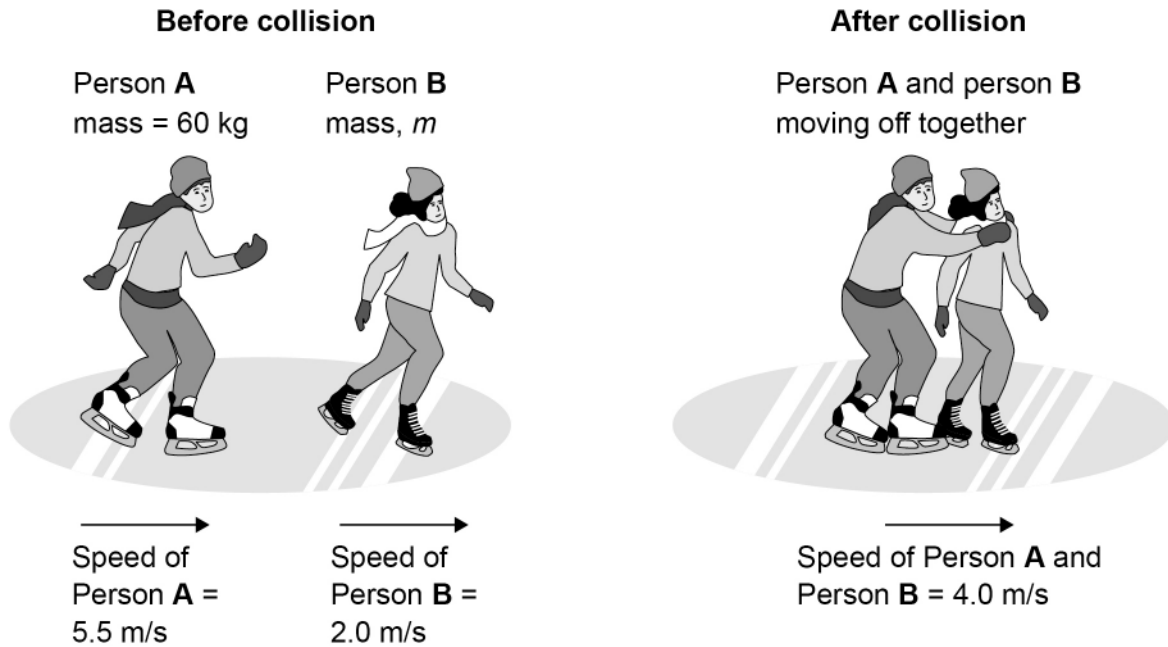 Before collision
Person A
mass = 60 kg
Person B
mass, m
Speed of
Person A =
5.5 m/s
Speed of
Person B =
2.0 m/s
After collision
Person A and person B
moving off together
Speed of Person A and
Person B = 4.0 m/s